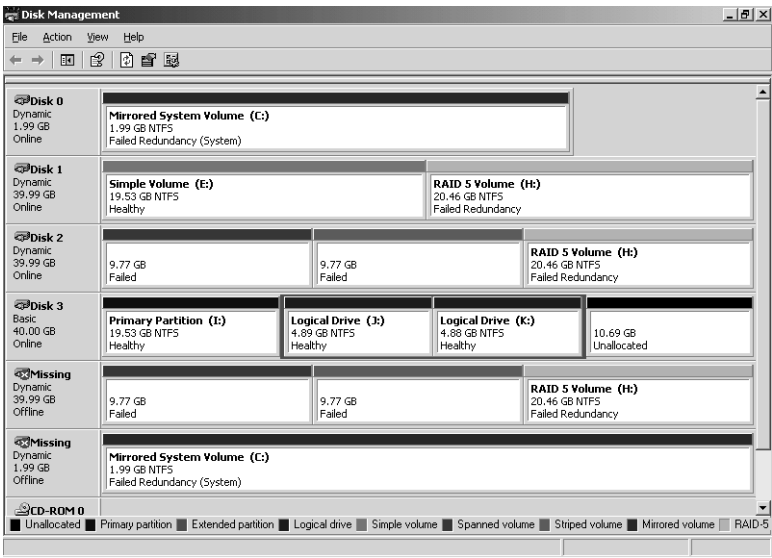 Disk Management
File Action View Help
Disk 0
Dynamic
1.99 GB
Online
Mirrored System Volume (C:)
1.99 GB NTFS
Failed Redundancy (System)
Disk 1
Dynamic
39.99 GB
Online
Simple Volume (E:)
19.53 GB NTFS
Healthy
RAID 5 Volume (H:)
20.46 GB NTFS
Failed Redundancy
Disk 2
Dynamic
39.99 GB
Online
9.77 GB
Failed
9.77 GB
Failed
RAID 5 Volume (H:)
20.46 GB NTFS
Failed Redundancy
Disk 3
Basic
40.00 GB
Online
Primary Partition (I:)
19.53 GB NTFS
Healthy
Logical Drive (J:)
4.89 GB NTFS
Healthy
Logical Drive (K:)
4.88 GB NTFS
Healthy
10.69 GB
Unallocated
Missing
Dynamic
39.99 GB
Offline
9.77 GB
Failed
9.77 GB
Failed
RAID 5 Volume (H:)
20.46 GB NTFS
Failed Redundancy
Missing
Dynamic
1.99 GB
Offline
Mirrored System Volume (C:)
1.99 GB NTFS
Failed Redundancy (System)
CD-ROM 0
Unallocated Primary partition Extended partition Logical drive Simple volume Spanned volume Striped volume Mirrored volume RAID-5